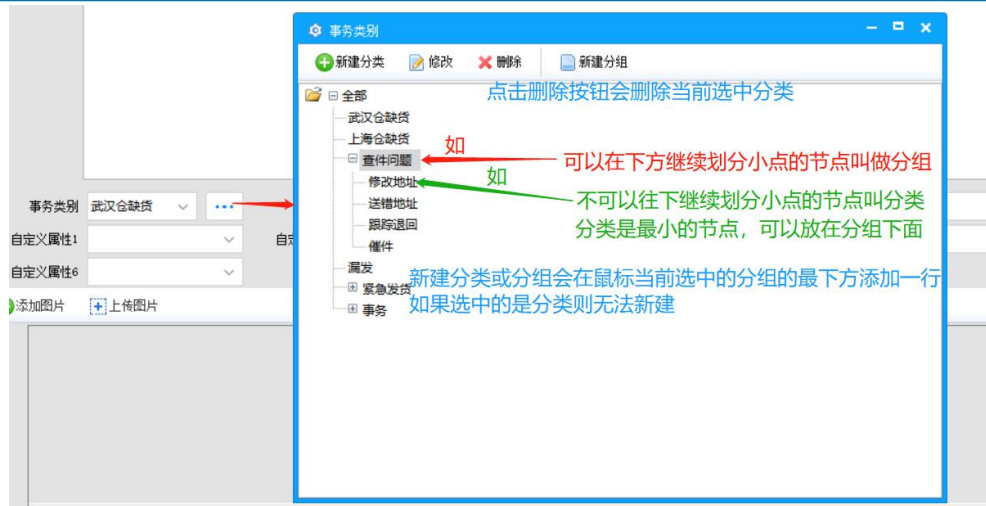 事务类别
新建分类 修改 删除 新建分组
点击删除按钮会删除当前选中分类
全部
武汉仓缺货
上海仓缺货
如
查件问题
可以在下方继续划分小点的节点叫做分组
如
修改地址
不可以往下继续划分小点的节点叫分类
事务类别 武汉仓缺货 ...
送错地址
跟踪退回
分类是最小的节点，可以放在分组下面
自定义属性1
自定
催件
漏发
自定义属性6
新建分类或分组会在鼠标当前选中的分组的最下方添加一行
紧急发货
如果选中的是分类则无法新建
事务
添加图片 上传图片